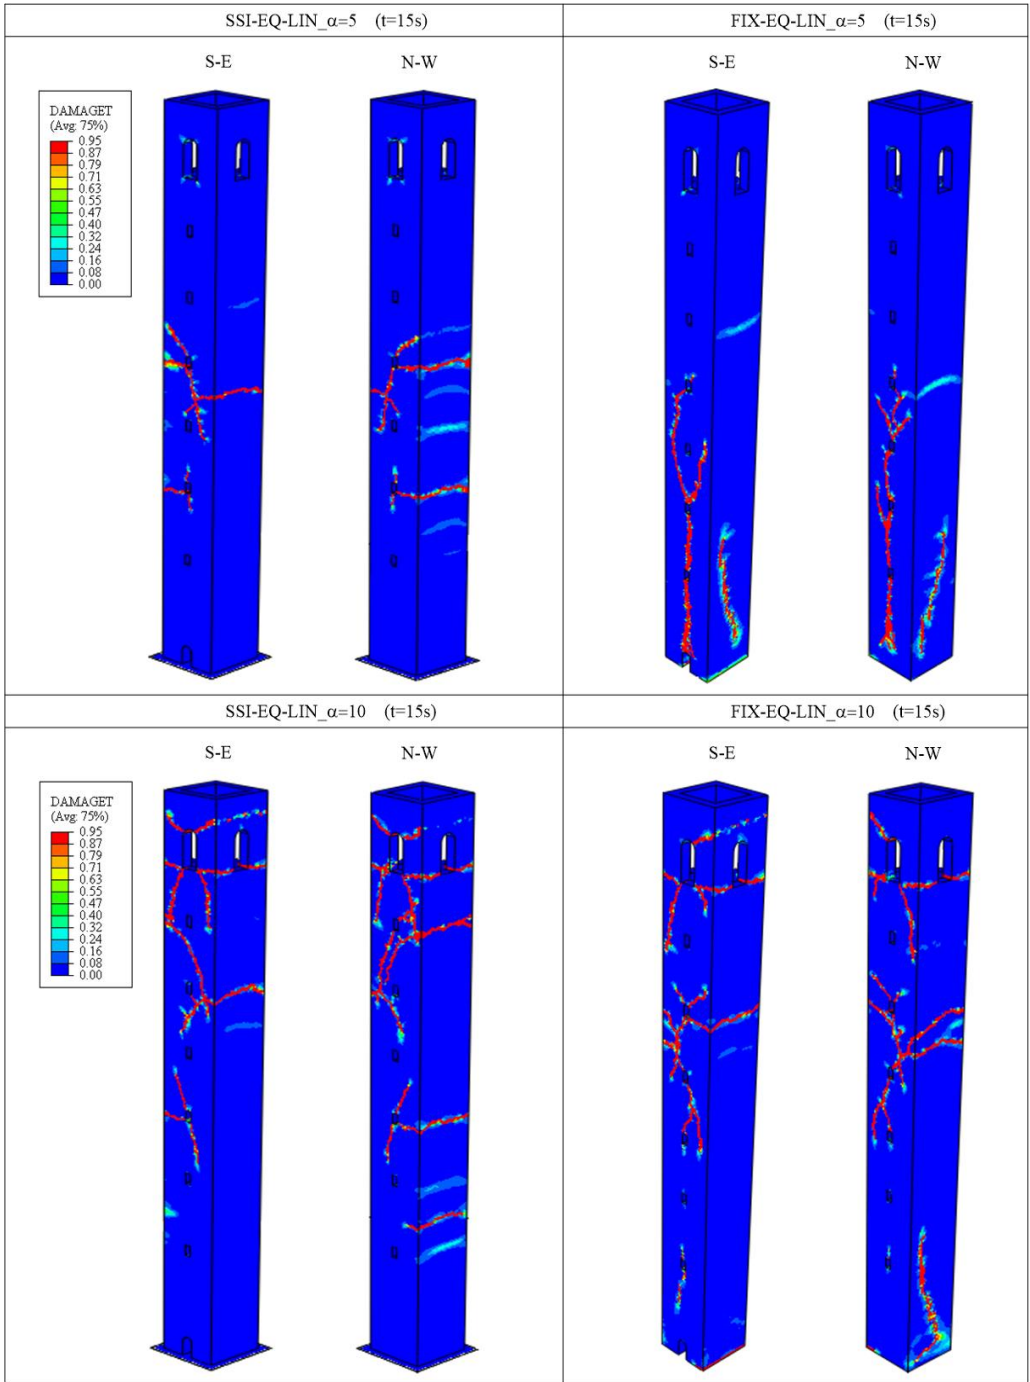 SSI-EQ-LIN_α=5 (t=15s)
FIX-EQ-LIN_α=5 (t=15s)
S-E
N-W
S-E
N-W
DAMAGET
(Avg: 75%)
0.95
0.87
0.79
0.71
0.63
0.55
0.47
0.40
0.32
0.24
0.16
0.08
0.00
SSI-EQ-LIN_α=10 (t=15s)
FIX-EQ-LIN_α=10 (t=15s)
S-E
N-W
S-E
N-W
DAMAGET
(Avg: 75%)
0.95
0.87
0.79
0.71
0.63
0.55
0.47
0.40
0.32
0.24
0.16
0.08
0.00